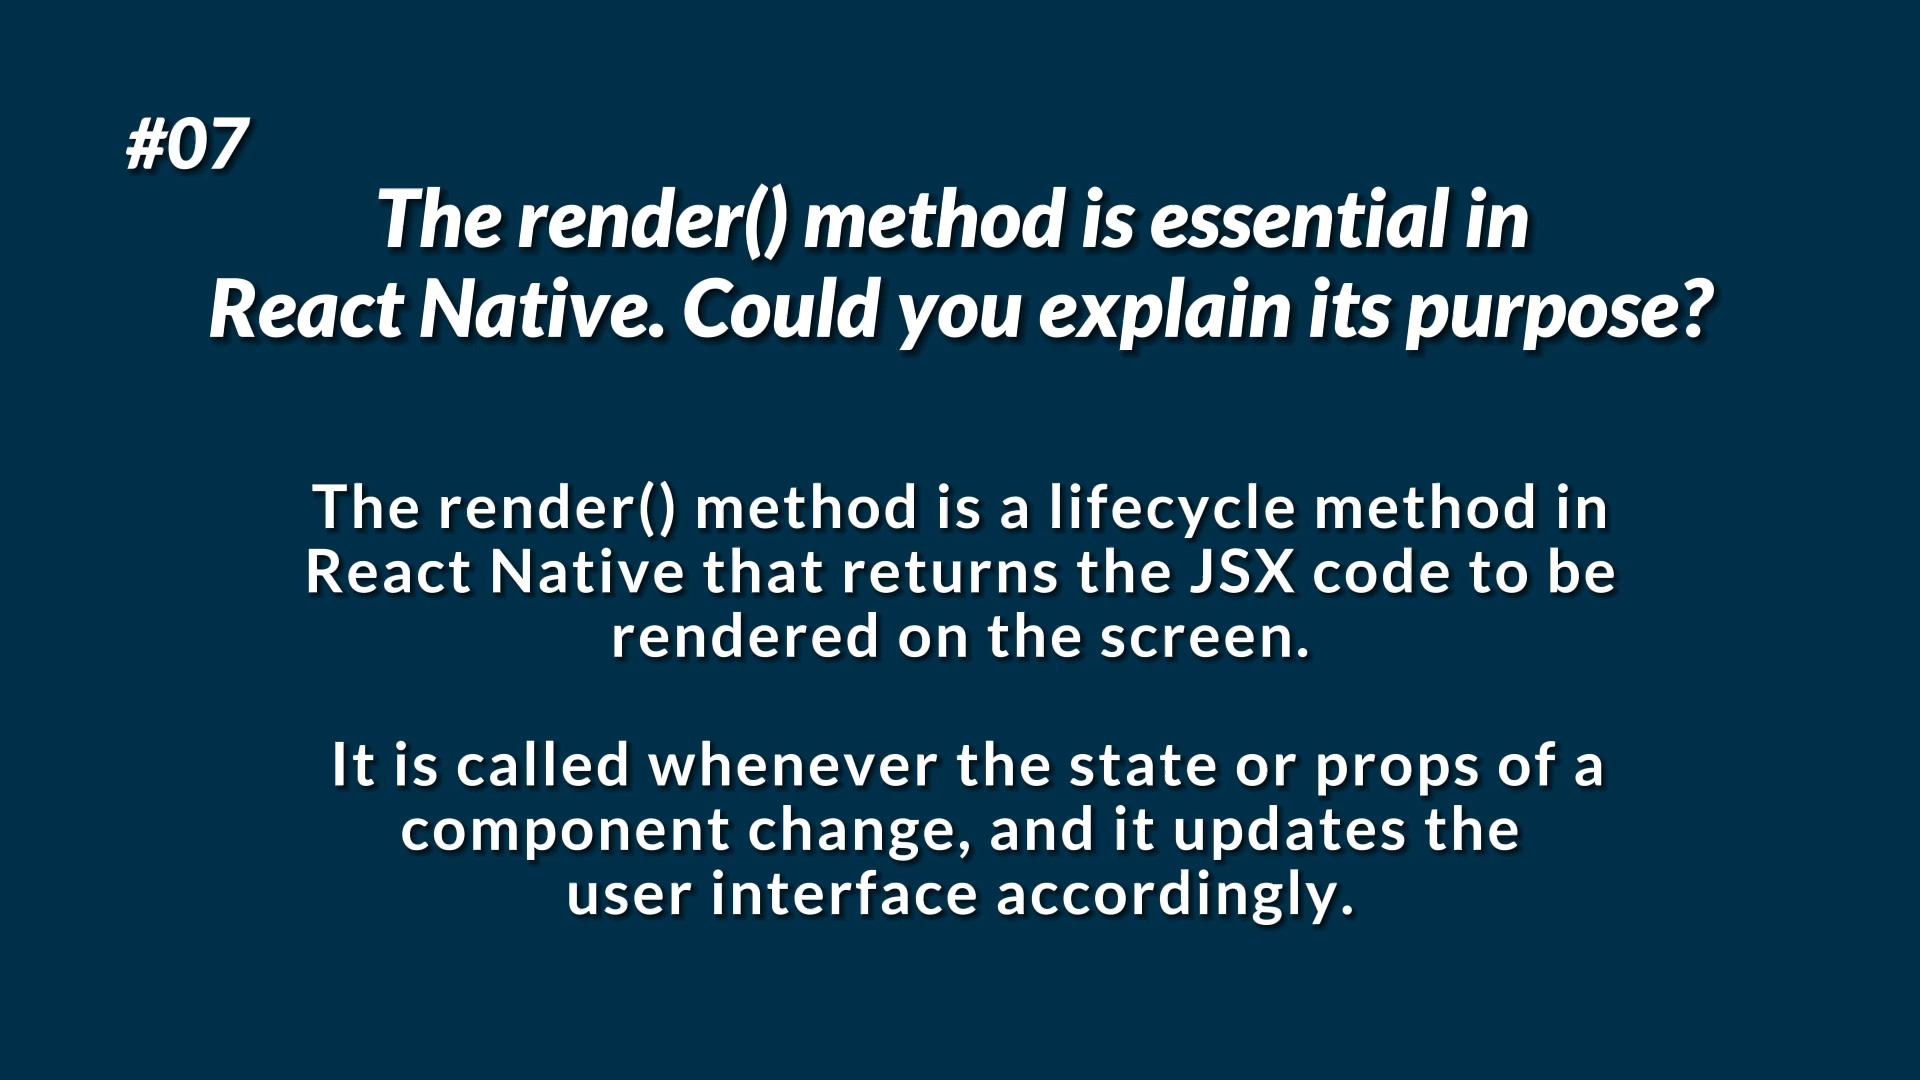 #07
The render() method is essential in
React Native. Could you explain its purpose?
The render() method is a lifecycle method in
React Native that returns the JSX code to be
rendered on the screen.
It is called whenever the state or props of a
component change, and it updates the
user interface accordingly.